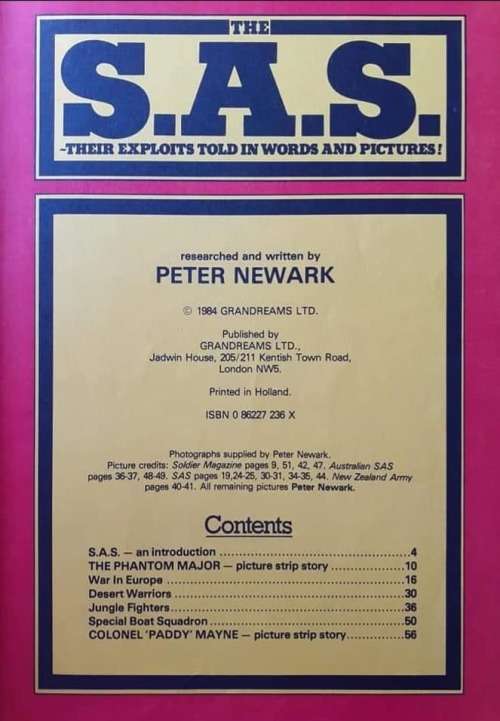 THE
S.A.S.
-THEIR EXPLOITS TOLD IN WORDS AND PICTURES!
researched and written by
PETER NEWARK
© 1984 GRANDREAMS LTD.
Published by
GRANDREAMS LTD.,
Jadwin House, 205/211 Kentish Town Road,
London NW5.
Printed in Holland.
ISBN 0 86227 236 X
Photographs supplied by Peter Newark.
Picture credits: Soldier Magazine pages 9, 51, 42, 47. Australian SAS
pages 36-37, 48-49. SAS pages 19,24-25, 30-31, 34-35, 44. New Zealand Army
pages 40-41. All remaining pictures Peter Newark.
Contents
S.A.S. — an introduction ..........................................4
THE PHANTOM MAJOR — picture strip story ................10
War In Europe .....................................................16
Desert Warriors ...................................................30
Jungle Fighters....................................................36
Special Boat Squadron ..........................................50
COLONEL 'PADDY' MAYNE — picture strip story..............56